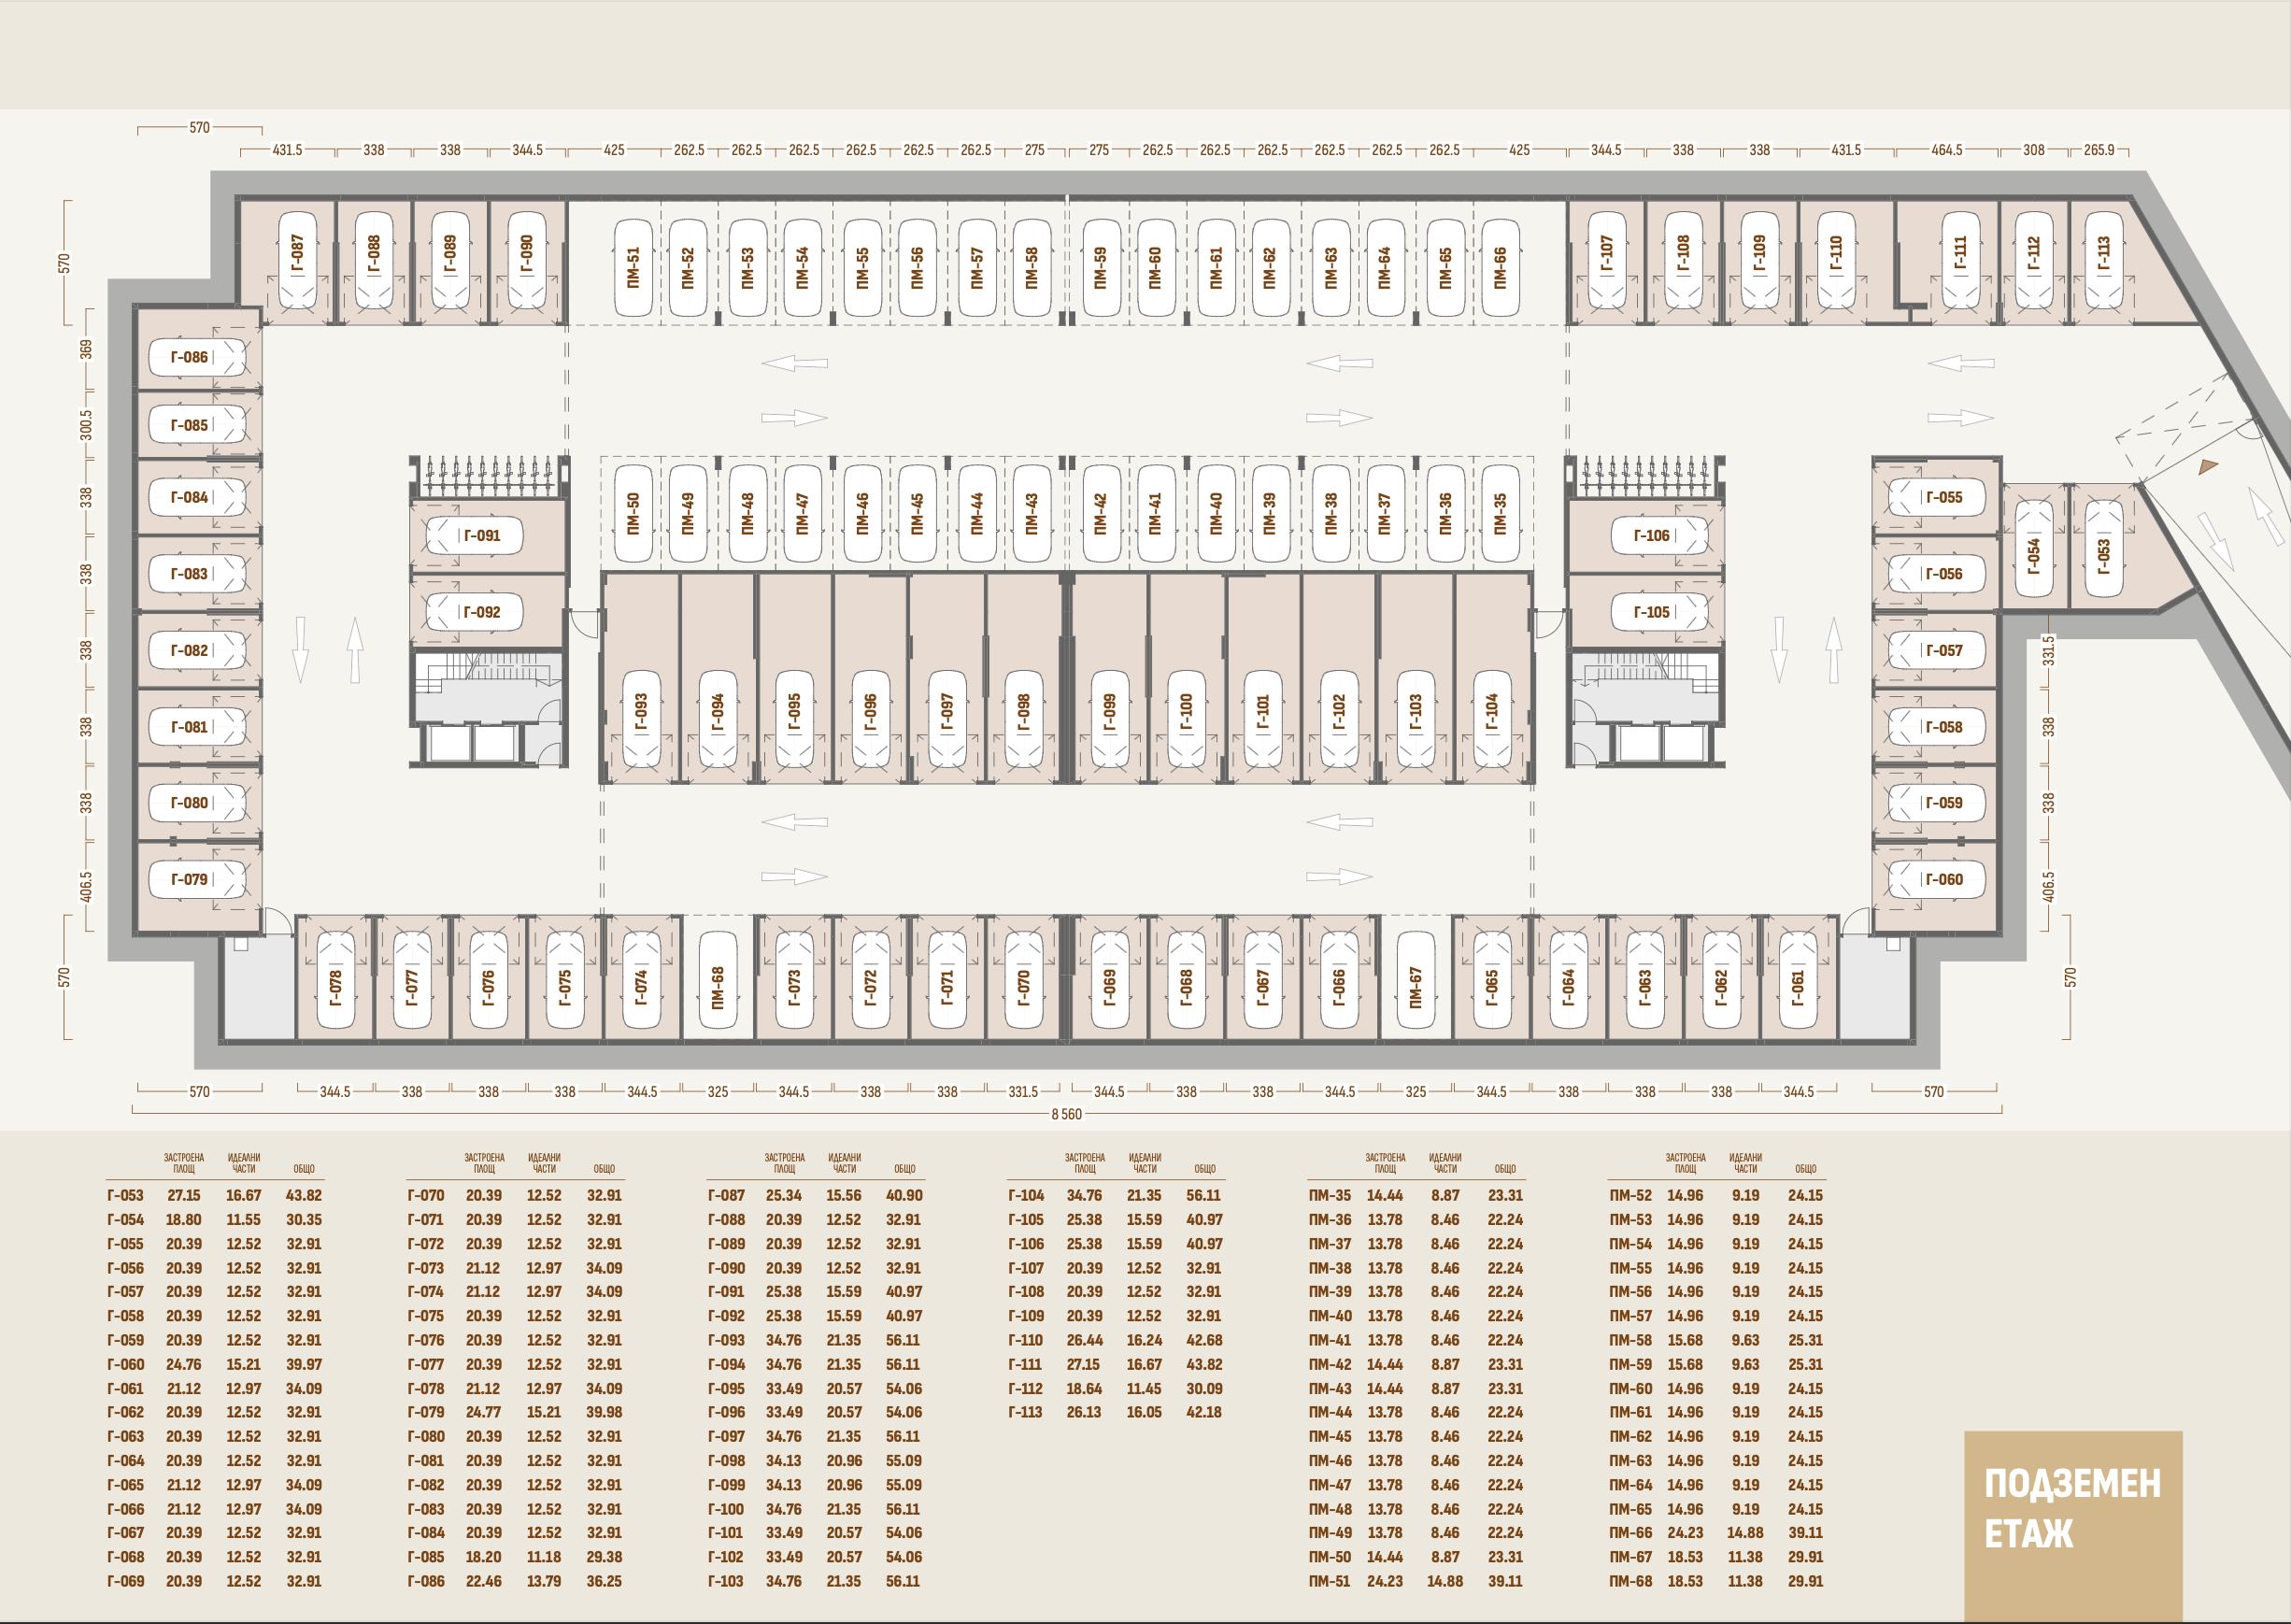 570
431.5 338 338 344.5 425 262.5 262.5 262.5 262.5 262.5 262.5 275 275 262.5 262.5 262.5 262.5 262.5 262.5 425 344.5 338 338 431.5 464.5 308 265.9
570
Г-087 Г-088 Г-089 Г-090 ПМ-51 ПМ-52 ПМ-53 ПМ-54 ПМ-55 ПМ-56 ПМ-57 ПМ-58 ПМ-59 ПМ-60 ПМ-61 ПМ-62 ПМ-63 ПМ-64 ПМ-65 ПМ-66 Г-107 Г-108 Г-109 Г-110 Г-111 Г-112 Г-113
369 Г-086
300.5 Г-085
338 Г-084
338 Г-083
338 Г-082
338 Г-081
338 Г-080
406.5 Г-079
ПМ-50 ПМ-49 ПМ-48 ПМ-47 ПМ-46 ПМ-45 ПМ-44 ПМ-43 ПМ-42 ПМ-41 ПМ-40 ПМ-39 ПМ-38 ПМ-37 ПМ-36 ПМ-35
Г-091
Г-092
Г-106
Г-105
Г-055
Г-056
Г-054 Г-053
Г-057 331.5
Г-058 338
Г-059 338
Г-060 406.5
Г-093 Г-094 Г-095 Г-096 Г-097 Г-098 Г-099 Г-100 Г-101 Г-102 Г-103 Г-104
570
Г-078 Г-077 Г-076 Г-075 Г-074 ПМ-68 Г-073 Г-072 Г-071 Г-070 Г-069 Г-068 Г-067 Г-066 ПМ-67 Г-065 Г-064 Г-063 Г-062 Г-061
570
570 344.5 338 338 338 344.5 325 344.5 338 338 331.5 344.5 338 338 344.5 325 344.5 338 338 338 344.5 570
8 560
ЗАСТРОЕНА ПЛОЩ ИДЕАЛНИ ЧАСТИ ОБЩО
Г-053 27.15 16.67 43.82
Г-054 18.80 11.55 30.35
Г-055 20.39 12.52 32.91
Г-056 20.39 12.52 32.91
Г-057 20.39 12.52 32.91
Г-058 20.39 12.52 32.91
Г-059 20.39 12.52 32.91
Г-060 24.76 15.21 39.97
Г-061 21.12 12.97 34.09
Г-062 20.39 12.52 32.91
Г-063 20.39 12.52 32.91
Г-064 20.39 12.52 32.91
Г-065 21.12 12.97 34.09
Г-066 21.12 12.97 34.09
Г-067 20.39 12.52 32.91
Г-068 20.39 12.52 32.91
Г-069 20.39 12.52 32.91
ЗАСТРОЕНА ПЛОЩ ИДЕАЛНИ ЧАСТИ ОБЩО
Г-070 20.39 12.52 32.91
Г-071 20.39 12.52 32.91
Г-072 20.39 12.52 32.91
Г-073 21.12 12.97 34.09
Г-074 21.12 12.97 34.09
Г-075 20.39 12.52 32.91
Г-076 20.39 12.52 32.91
Г-077 20.39 12.52 32.91
Г-078 21.12 12.97 34.09
Г-079 24.77 15.21 39.98
Г-080 20.39 12.52 32.91
Г-081 20.39 12.52 32.91
Г-082 20.39 12.52 32.91
Г-083 20.39 12.52 32.91
Г-084 20.39 12.52 32.91
Г-085 18.20 11.18 29.38
Г-086 22.46 13.79 36.25
ЗАСТРОЕНА ПЛОЩ ИДЕАЛНИ ЧАСТИ ОБЩО
Г-087 25.34 15.56 40.90
Г-088 20.39 12.52 32.91
Г-089 20.39 12.52 32.91
Г-090 20.39 12.52 32.91
Г-091 25.38 15.59 40.97
Г-092 25.38 15.59 40.97
Г-093 34.76 21.35 56.11
Г-094 34.76 21.35 56.11
Г-095 33.49 20.57 54.06
Г-096 33.49 20.57 54.06
Г-097 34.76 21.35 56.11
Г-098 34.13 20.96 55.09
Г-099 34.13 20.96 55.09
Г-100 34.76 21.35 56.11
Г-101 33.49 20.57 54.06
Г-102 33.49 20.57 54.06
Г-103 34.76 21.35 56.11
ЗАСТРОЕНА ПЛОЩ ИДЕАЛНИ ЧАСТИ ОБЩО
Г-104 34.76 21.35 56.11
Г-105 25.38 15.59 40.97
Г-106 25.38 15.59 40.97
Г-107 20.39 12.52 32.91
Г-108 20.39 12.52 32.91
Г-109 20.39 12.52 32.91
Г-110 26.44 16.24 42.68
Г-111 27.15 16.67 43.82
Г-112 18.64 11.45 30.09
Г-113 26.13 16.05 42.18
ЗАСТРОЕНА ПЛОЩ ИДЕАЛНИ ЧАСТИ ОБЩО
ПМ-35 14.44 8.87 23.31
ПМ-36 13.78 8.46 22.24
ПМ-37 13.78 8.46 22.24
ПМ-38 13.78 8.46 22.24
ПМ-39 13.78 8.46 22.24
ПМ-40 13.78 8.46 22.24
ПМ-41 13.78 8.46 22.24
ПМ-42 14.44 8.87 23.31
ПМ-43 14.44 8.87 23.31
ПМ-44 13.78 8.46 22.24
ПМ-45 13.78 8.46 22.24
ПМ-46 13.78 8.46 22.24
ПМ-47 13.78 8.46 22.24
ПМ-48 13.78 8.46 22.24
ПМ-49 13.78 8.46 22.24
ПМ-50 14.44 8.87 23.31
ПМ-51 24.23 14.88 39.11
ЗАСТРОЕНА ПЛОЩ ИДЕАЛНИ ЧАСТИ ОБЩО
ПМ-52 14.96 9.19 24.15
ПМ-53 14.96 9.19 24.15
ПМ-54 14.96 9.19 24.15
ПМ-55 14.96 9.19 24.15
ПМ-56 14.96 9.19 24.15
ПМ-57 14.96 9.19 24.15
ПМ-58 15.68 9.63 25.31
ПМ-59 15.68 9.63 25.31
ПМ-60 14.96 9.19 24.15
ПМ-61 14.96 9.19 24.15
ПМ-62 14.96 9.19 24.15
ПМ-63 14.96 9.19 24.15
ПМ-64 14.96 9.19 24.15
ПМ-65 14.96 9.19 24.15
ПМ-66 24.23 14.88 39.11
ПМ-67 18.53 11.38 29.91
ПМ-68 18.53 11.38 29.91
ПОДЗЕМЕН
ЕТАЖ